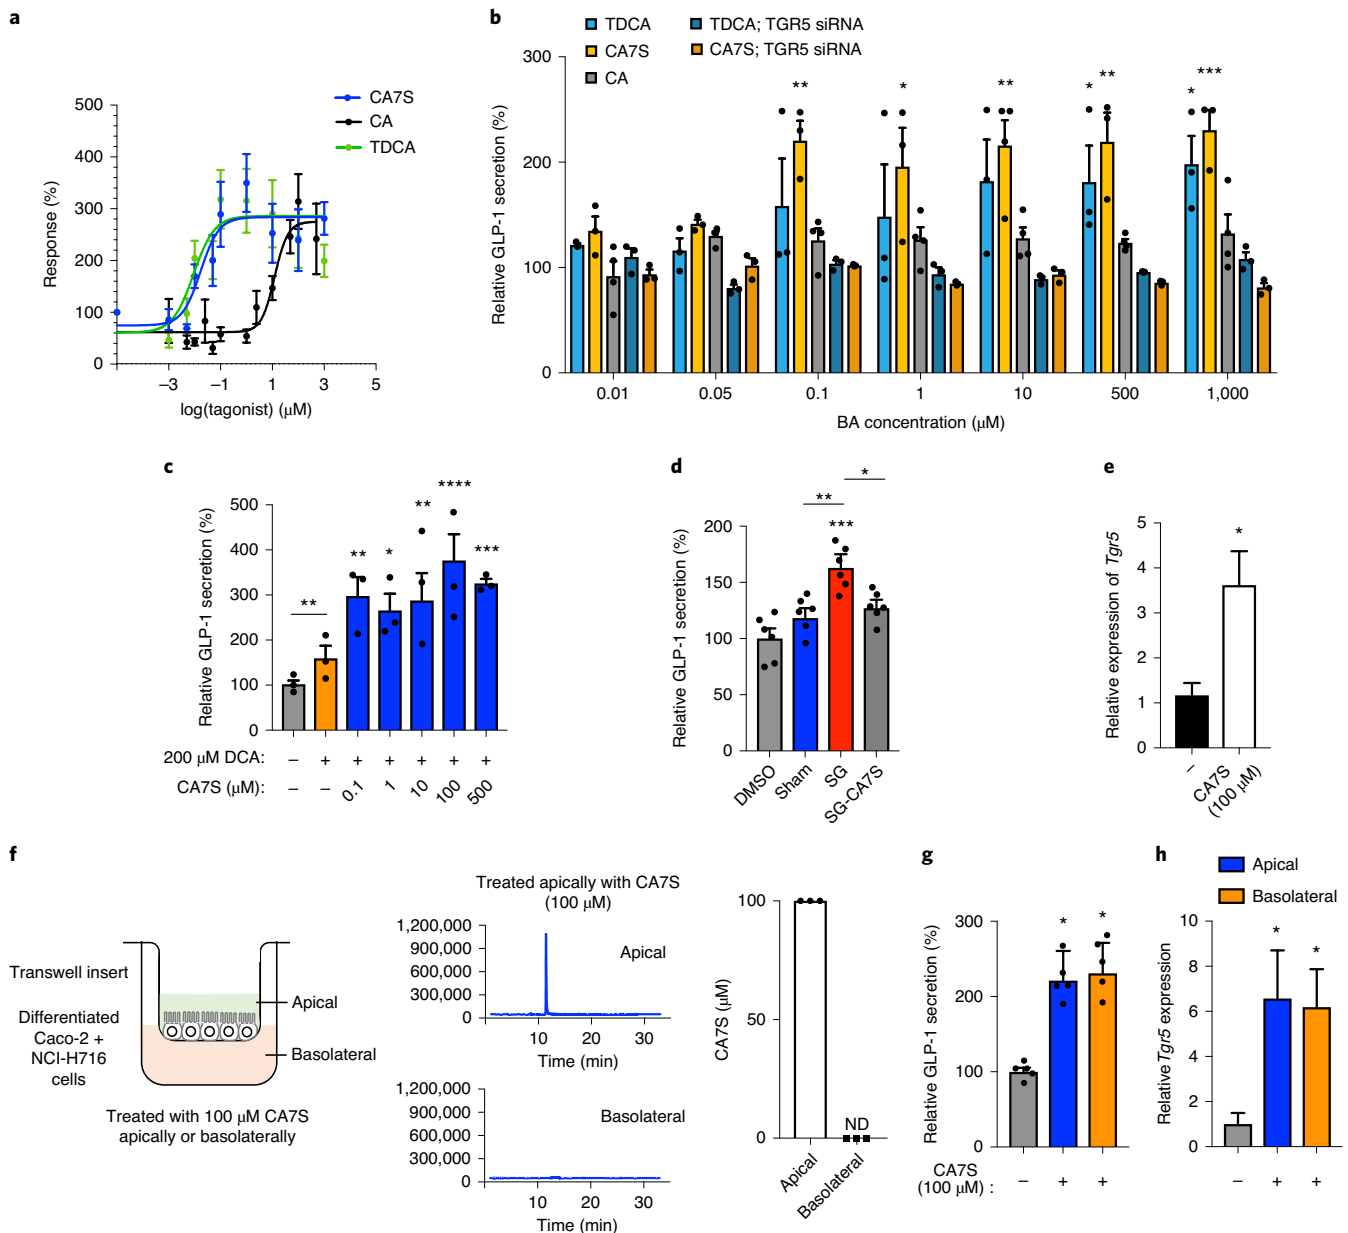 a
500
400
300
200
100
0
Response (%)
–3
–1
1
3
5
log(tagonist) (μM)
CA7S
CA
TDCA
b
TDCA
CA7S
CA
TDCA; TGR5 siRNA
CA7S; TGR5 siRNA
300
200
100
0
Relative GLP-1 secretion (%)
** * ** * ** * ***
0.01
0.05
0.1
1
10
500
1,000
BA concentration (μM)
c
500
400
300
200
100
0
Relative GLP-1 secretion (%)
** ** * ** **** ***
200 μM DCA: – + + + + + +
CA7S (μM): – – 0.1 1 10 100 500
d
200
150
100
50
0
Relative GLP-1 secretion (%)
** *
***
DMSO
Sham
SG
SG-CA7S
e
5
4
3
2
1
0
Relative expression of Tgr5
*
–
CA7S
(100 μM)
f
Transwell insert
Differentiated
Caco-2 +
NCI-H716
cells
Apical
Basolateral
Treated with 100 μM CA7S
apically or basolaterally
Treated apically with CA7S
(100 μM)
1,200,000
900,000
600,000
300,000
0
Apical
10
20
30
Time (min)
1,200,000
900,000
600,000
300,000
0
Basolateral
10
20
30
Time (min)
100
50
0
CA7S (μM)
ND
Apical
Basolateral
g
300
200
100
0
Relative GLP-1 secretion (%)
* *
CA7S
(100 μM) : – + +
h
Apical
Basolateral
10
8
6
4
2
0
Relative Tgr5 expression
* *
– + +